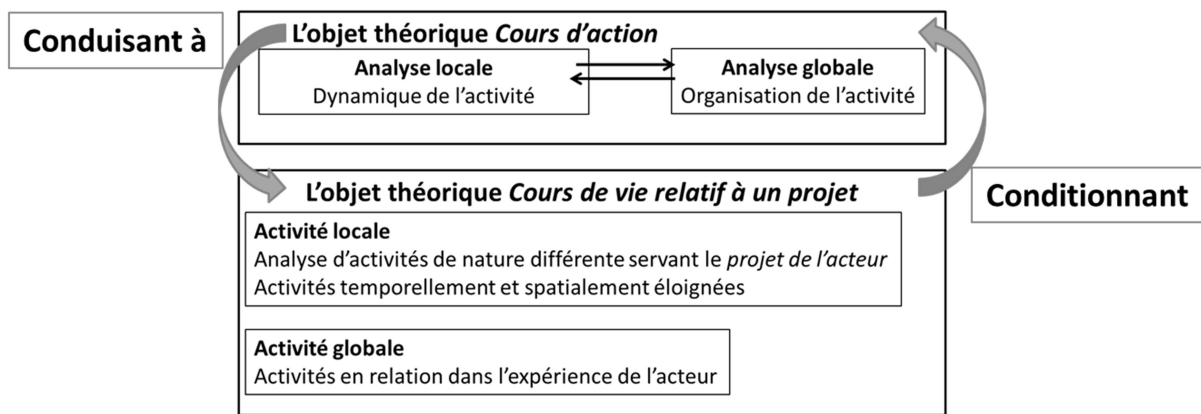 Conduisant à
L’objet théorique Cours d’action
Analyse locale
Dynamique de l’activité
Analyse globale
Organisation de l’activité
L’objet théorique Cours de vie relatif à un projet
Conditionnant
Activité locale
Analyse d’activités de nature différente servant le projet de l’acteur
Activités temporellement et spatialement éloignées
Activité globale
Activités en relation dans l’expérience de l’acteur